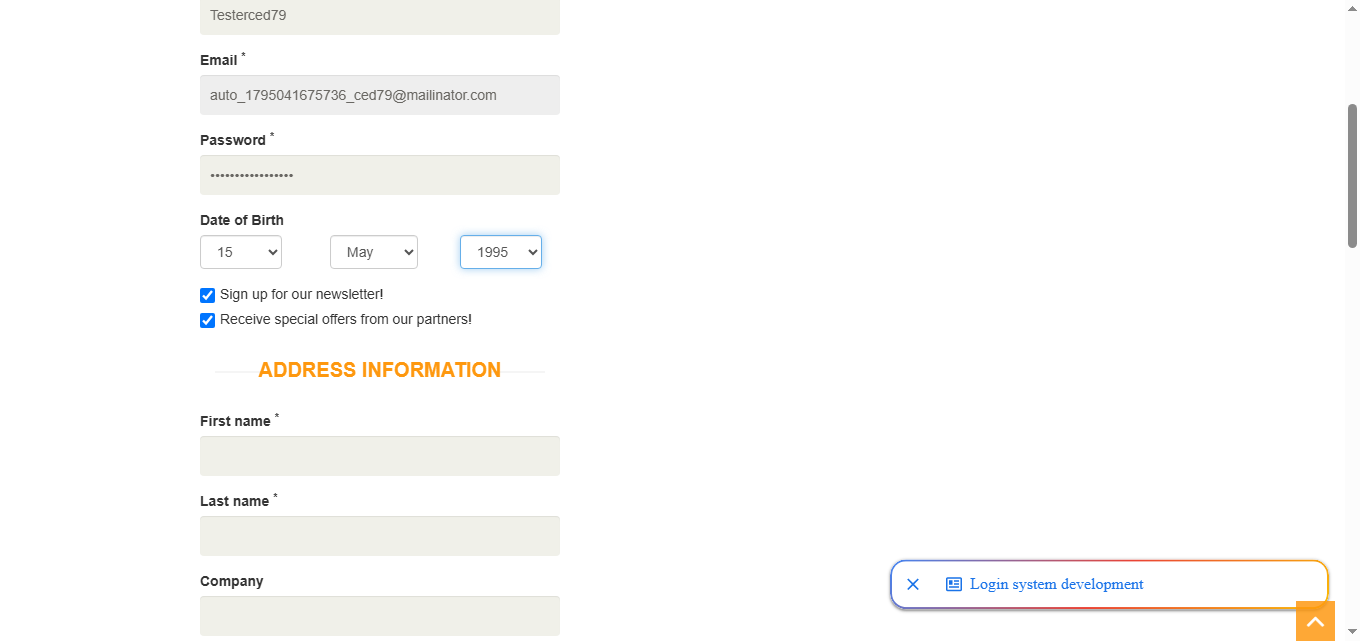 Testerced79
Email *
auto_1795041675736_ced79@mailinator.com
Password *
•••••••••••••••••
Date of Birth
15 May 1995
Sign up for our newsletter!
Receive special offers from our partners!
ADDRESS INFORMATION
First name *
Last name *
Company
Login system development